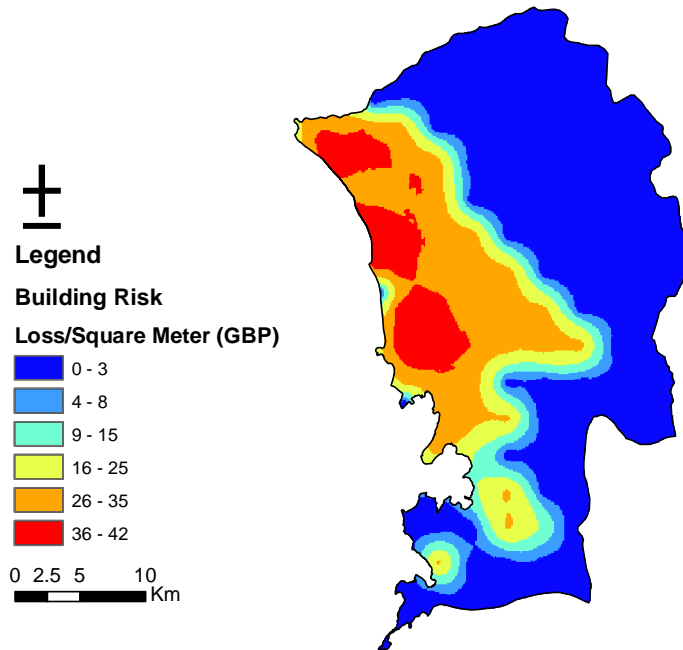 Legend
Building Risk
Loss/Square Meter (GBP)
0 - 3
4 - 8
9 - 15
16 - 25
26 - 35
36 - 42
0 2.5 5 10
Km